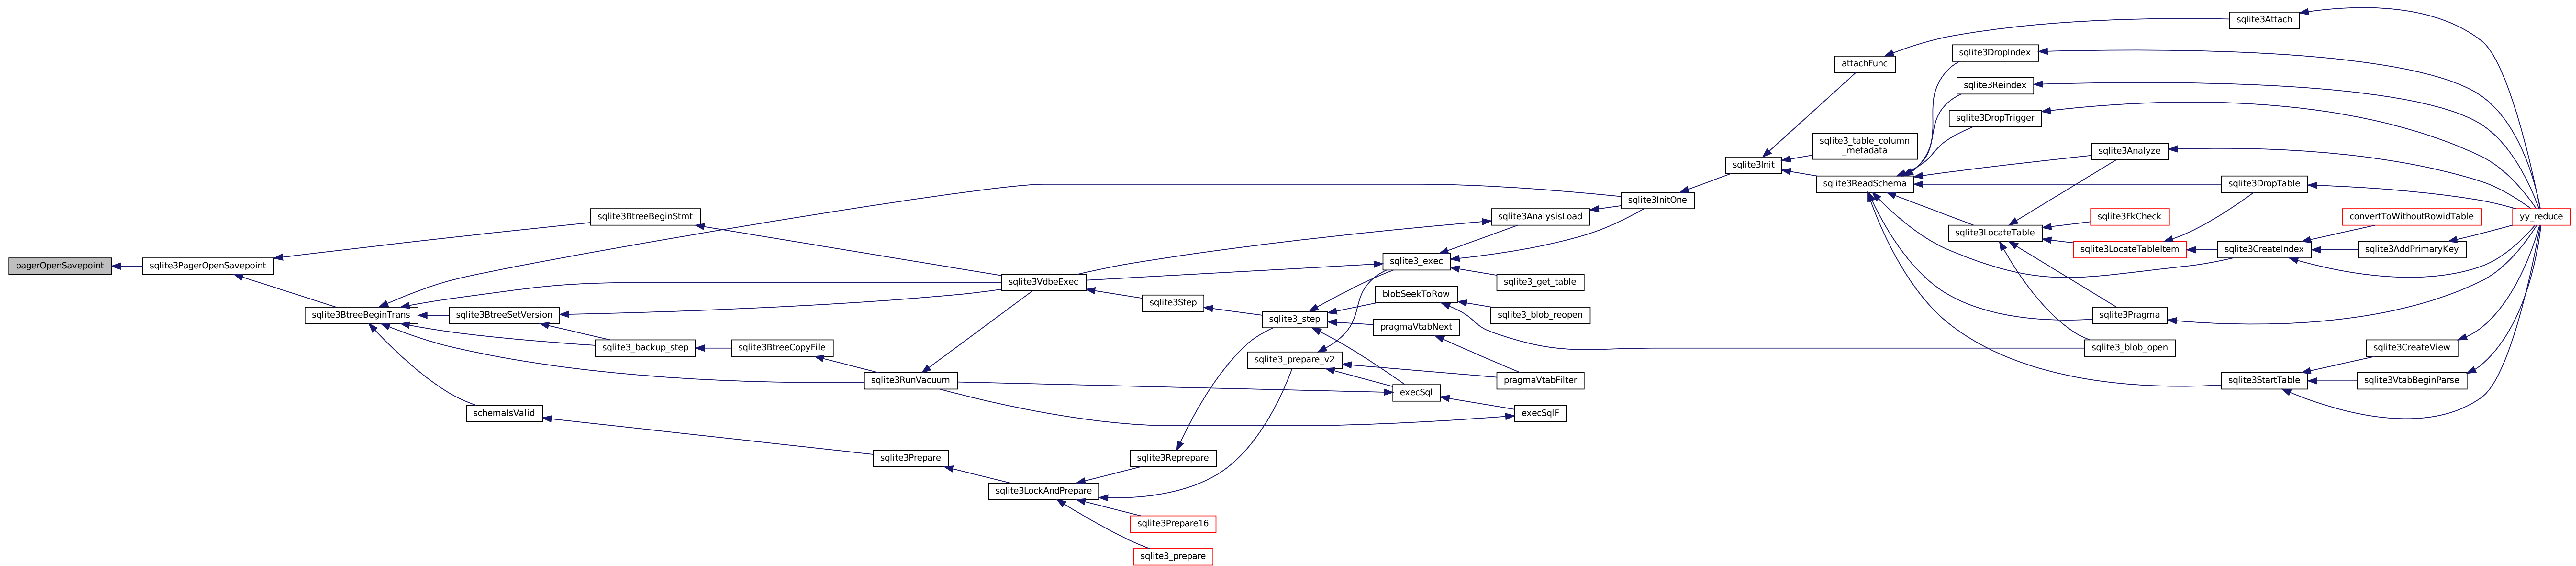 pagerOpenSavepoint
sqlite3PagerOpenSavepoint
sqlite3BtreeBeginStmt
sqlite3BtreeBeginTrans
sqlite3BtreeSetVersion
sqlite3_backup_step
sqlite3BtreeCopyFile
schemaIsValid
sqlite3RunVacuum
sqlite3Prepare
sqlite3VdbeExec
sqlite3LockAndPrepare
sqlite3Step
sqlite3Reprepare
sqlite3Prepare16
sqlite3_prepare
sqlite3_step
sqlite3_prepare_v2
sqlite3_exec
blobSeekToRow
pragmaVtabNext
execSql
sqlite3AnalysisLoad
sqlite3_get_table
sqlite3_blob_reopen
pragmaVtabFilter
execSqlF
sqlite3InitOne
sqlite3Init
attachFunc
sqlite3_table_column
_metadata
sqlite3ReadSchema
sqlite3DropIndex
sqlite3Reindex
sqlite3DropTrigger
sqlite3LocateTable
sqlite3Analyze
sqlite3FkCheck
sqlite3LocateTableItem
sqlite3Pragma
sqlite3_blob_open
sqlite3Attach
sqlite3DropTable
sqlite3CreateIndex
sqlite3StartTable
convertToWithoutRowidTable
sqlite3AddPrimaryKey
sqlite3CreateView
sqlite3VtabBeginParse
yy_reduce